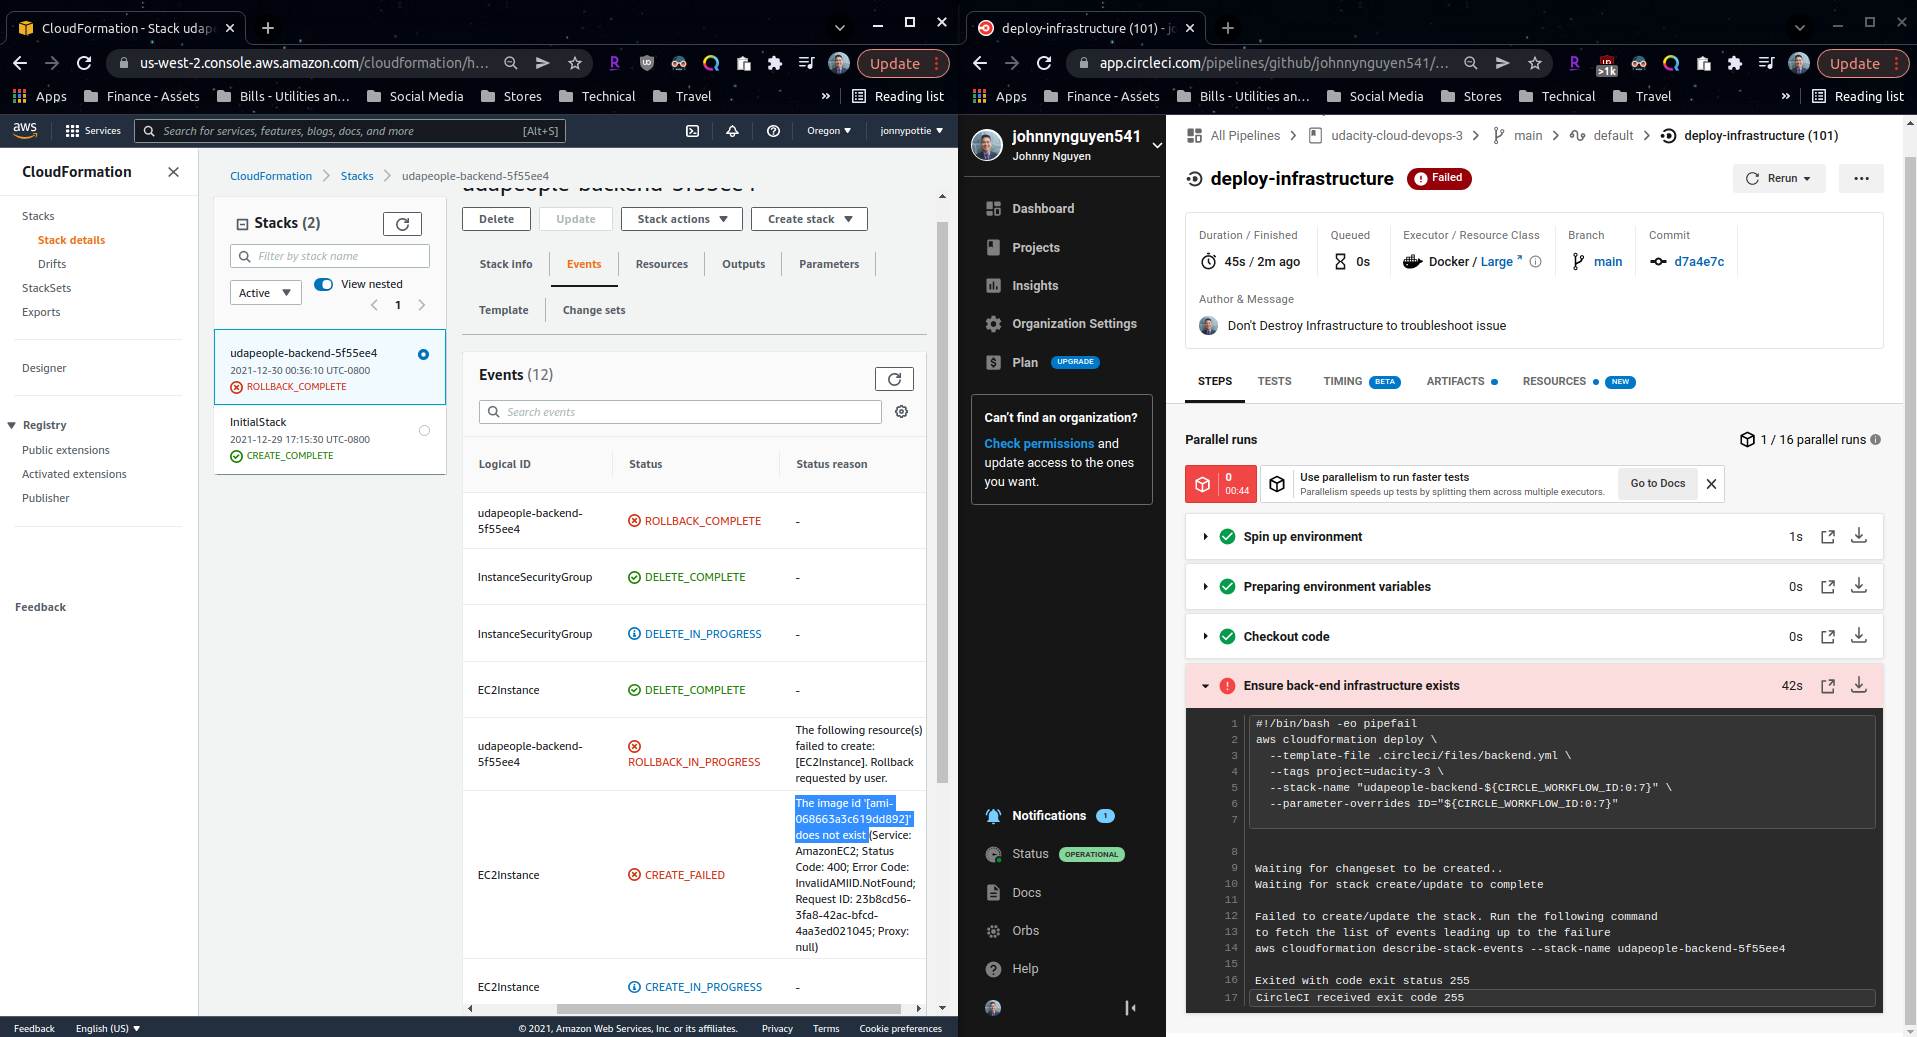 CloudFormation - Stack udap
us-west-2.console.aws.amazon.com/cloudformation/h...
Update
Apps
Finance - Assets
Bills - Utilities an...
Social Media
Stores
Technical
Travel
»
Reading list
aws
Services
Search for services, features, blogs, docs, and more
[Alt+S]
Oregon
jonnypottie
CloudFormation
Stacks
Stack details
Drifts
StackSets
Exports
Designer
Registry
Public extensions
Activated extensions
Publisher
Feedback
CloudFormation
Stacks
udapeople-backend-5f55ee4
Stacks (2)
Filter by stack name
Active
View nested
1
udapeople-backend-5f55ee4
2021-12-30 00:36:10 UTC-0800
ROLLBACK_COMPLETE
InitialStack
2021-12-29 17:15:30 UTC-0800
CREATE_COMPLETE
udapeople-backend-5f55ee4
Delete
Update
Stack actions
Create stack
Stack info
Events
Resources
Outputs
Parameters
Template
Change sets
Events (12)
Search events
Logical ID
Status
Status reason
udapeople-backend-
5f55ee4
ROLLBACK_COMPLETE
-
InstanceSecurityGroup
DELETE_COMPLETE
-
InstanceSecurityGroup
DELETE_IN_PROGRESS
-
EC2Instance
DELETE_COMPLETE
-
udapeople-backend-
5f55ee4
ROLLBACK_IN_PROGRESS
The following resource(s)
failed to create:
[EC2Instance]. Rollback
requested by user.
EC2Instance
CREATE_FAILED
The image id '[ami-
068663a3c619dd892]'
does not exist (Service:
AmazonEC2; Status
Code: 400; Error Code:
InvalidAMIID.NotFound;
Request ID: 23b8cd56-
3fa8-42ac-bfcd-
4aa3ed021045; Proxy:
null)
EC2Instance
CREATE_IN_PROGRESS
-
Feedback
English (US)
© 2021, Amazon Web Services, Inc. or its affiliates.
Privacy
Terms
Cookie preferences
deploy-infrastructure (101) - jo
app.circleci.com/pipelines/github/johnnynguyen541/...
>1k
Update
Apps
Finance - Assets
Bills - Utilities an...
Social Media
Stores
Technical
Travel
»
Reading list
johnnynguyen541
Johnny Nguyen
Dashboard
Projects
Insights
Organization Settings
Plan
UPGRADE
Can't find an organization?
Check permissions and
update access to the ones
you want.
Notifications
1
Status
OPERATIONAL
Docs
Orbs
Help
All Pipelines
udacity-cloud-devops-3
main
default
deploy-infrastructure (101)
deploy-infrastructure
Failed
Rerun
Duration / Finished
45s / 2m ago
Queued
0s
Executor / Resource Class
Docker / Large
Branch
main
Commit
d7a4e7c
Author & Message
Don't Destroy Infrastructure to troubleshoot issue
STEPS
TESTS
TIMING
BETA
ARTIFACTS
RESOURCES
NEW
Parallel runs
1 / 16 parallel runs
0
00:44
Use parallelism to run faster tests
Parallelism speeds up tests by splitting them across multiple executors.
Go to Docs
Spin up environment
1s
Preparing environment variables
0s
Checkout code
0s
Ensure back-end infrastructure exists
42s
1 #!/bin/bash -eo pipefail
2 aws cloudformation deploy \
3 --template-file .circleci/files/backend.yml \
4 --tags project=udacity-3 \
5 --stack-name "udapeople-backend-${CIRCLE_WORKFLOW_ID:0:7}" \
6 --parameter-overrides ID="${CIRCLE_WORKFLOW_ID:0:7}"
7
8
9 Waiting for changeset to be created..
10 Waiting for stack create/update to complete
11
12 Failed to create/update the stack. Run the following command
13 to fetch the list of events leading up to the failure
14 aws cloudformation describe-stack-events --stack-name udapeople-backend-5f55ee4
15
16 Exited with code exit status 255
17 CircleCI received exit code 255